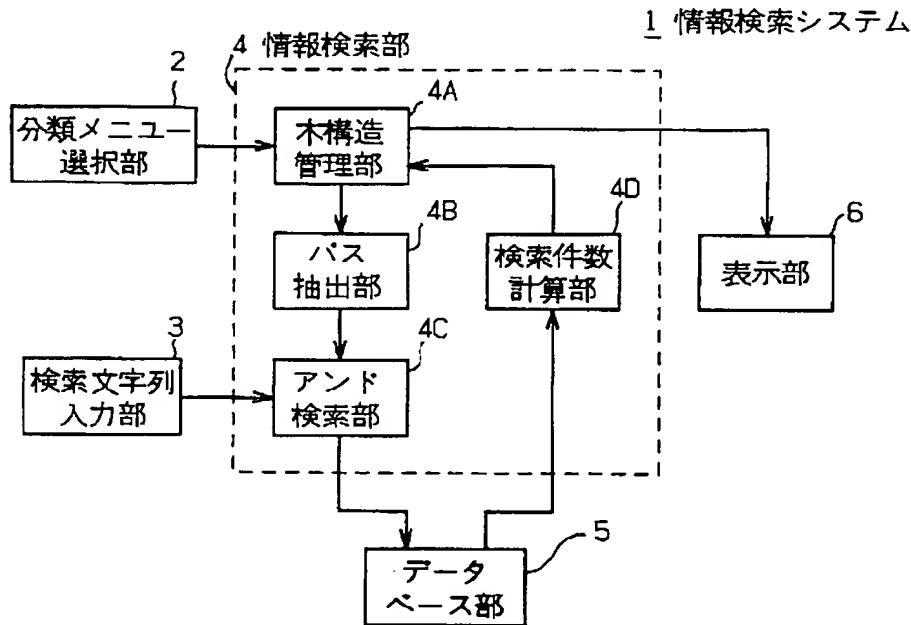 1 情報検索システム
4 情報検索部
2
分類メニュー
選択部
4A
木構造
管理部
4B
パス
抽出部
4D
検索件数
計算部
6
表示部
3
検索文字列
入力部
4C
アンド
検索部
5
データ
ベース部